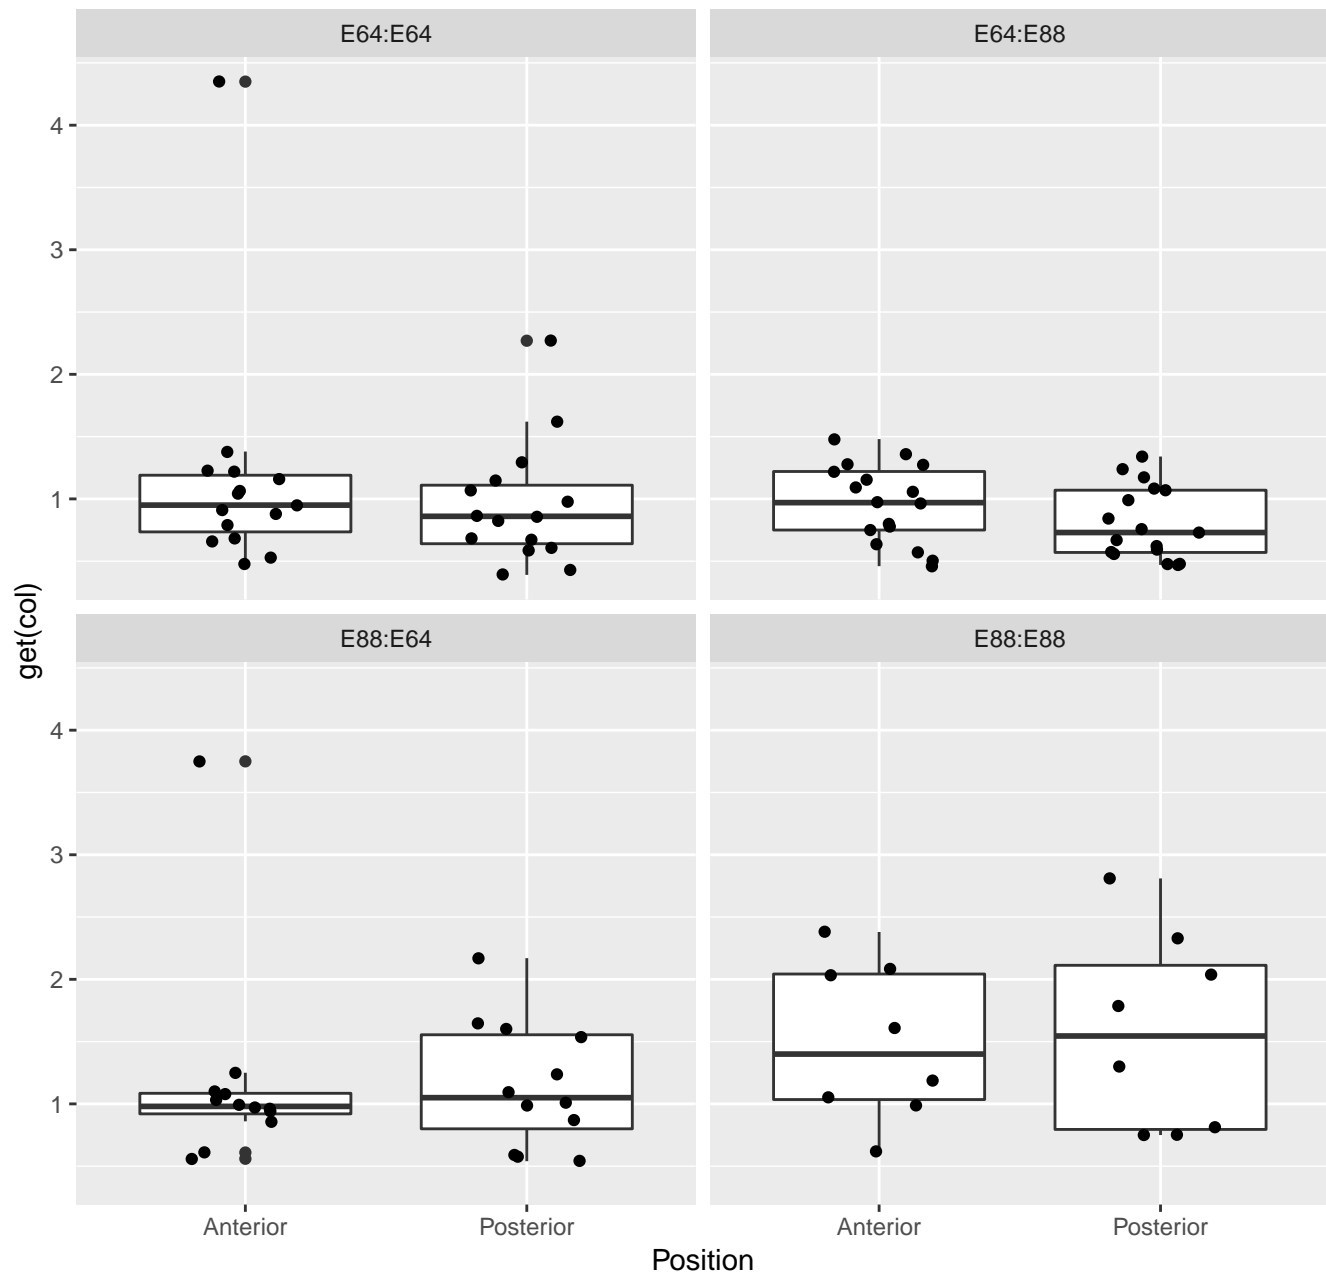 E64:E64
E64:E88
4
3
2
1
E88:E64
E88:E88
4
3
2
1
get(col)
Anterior
Posterior
Anterior
Posterior
Position